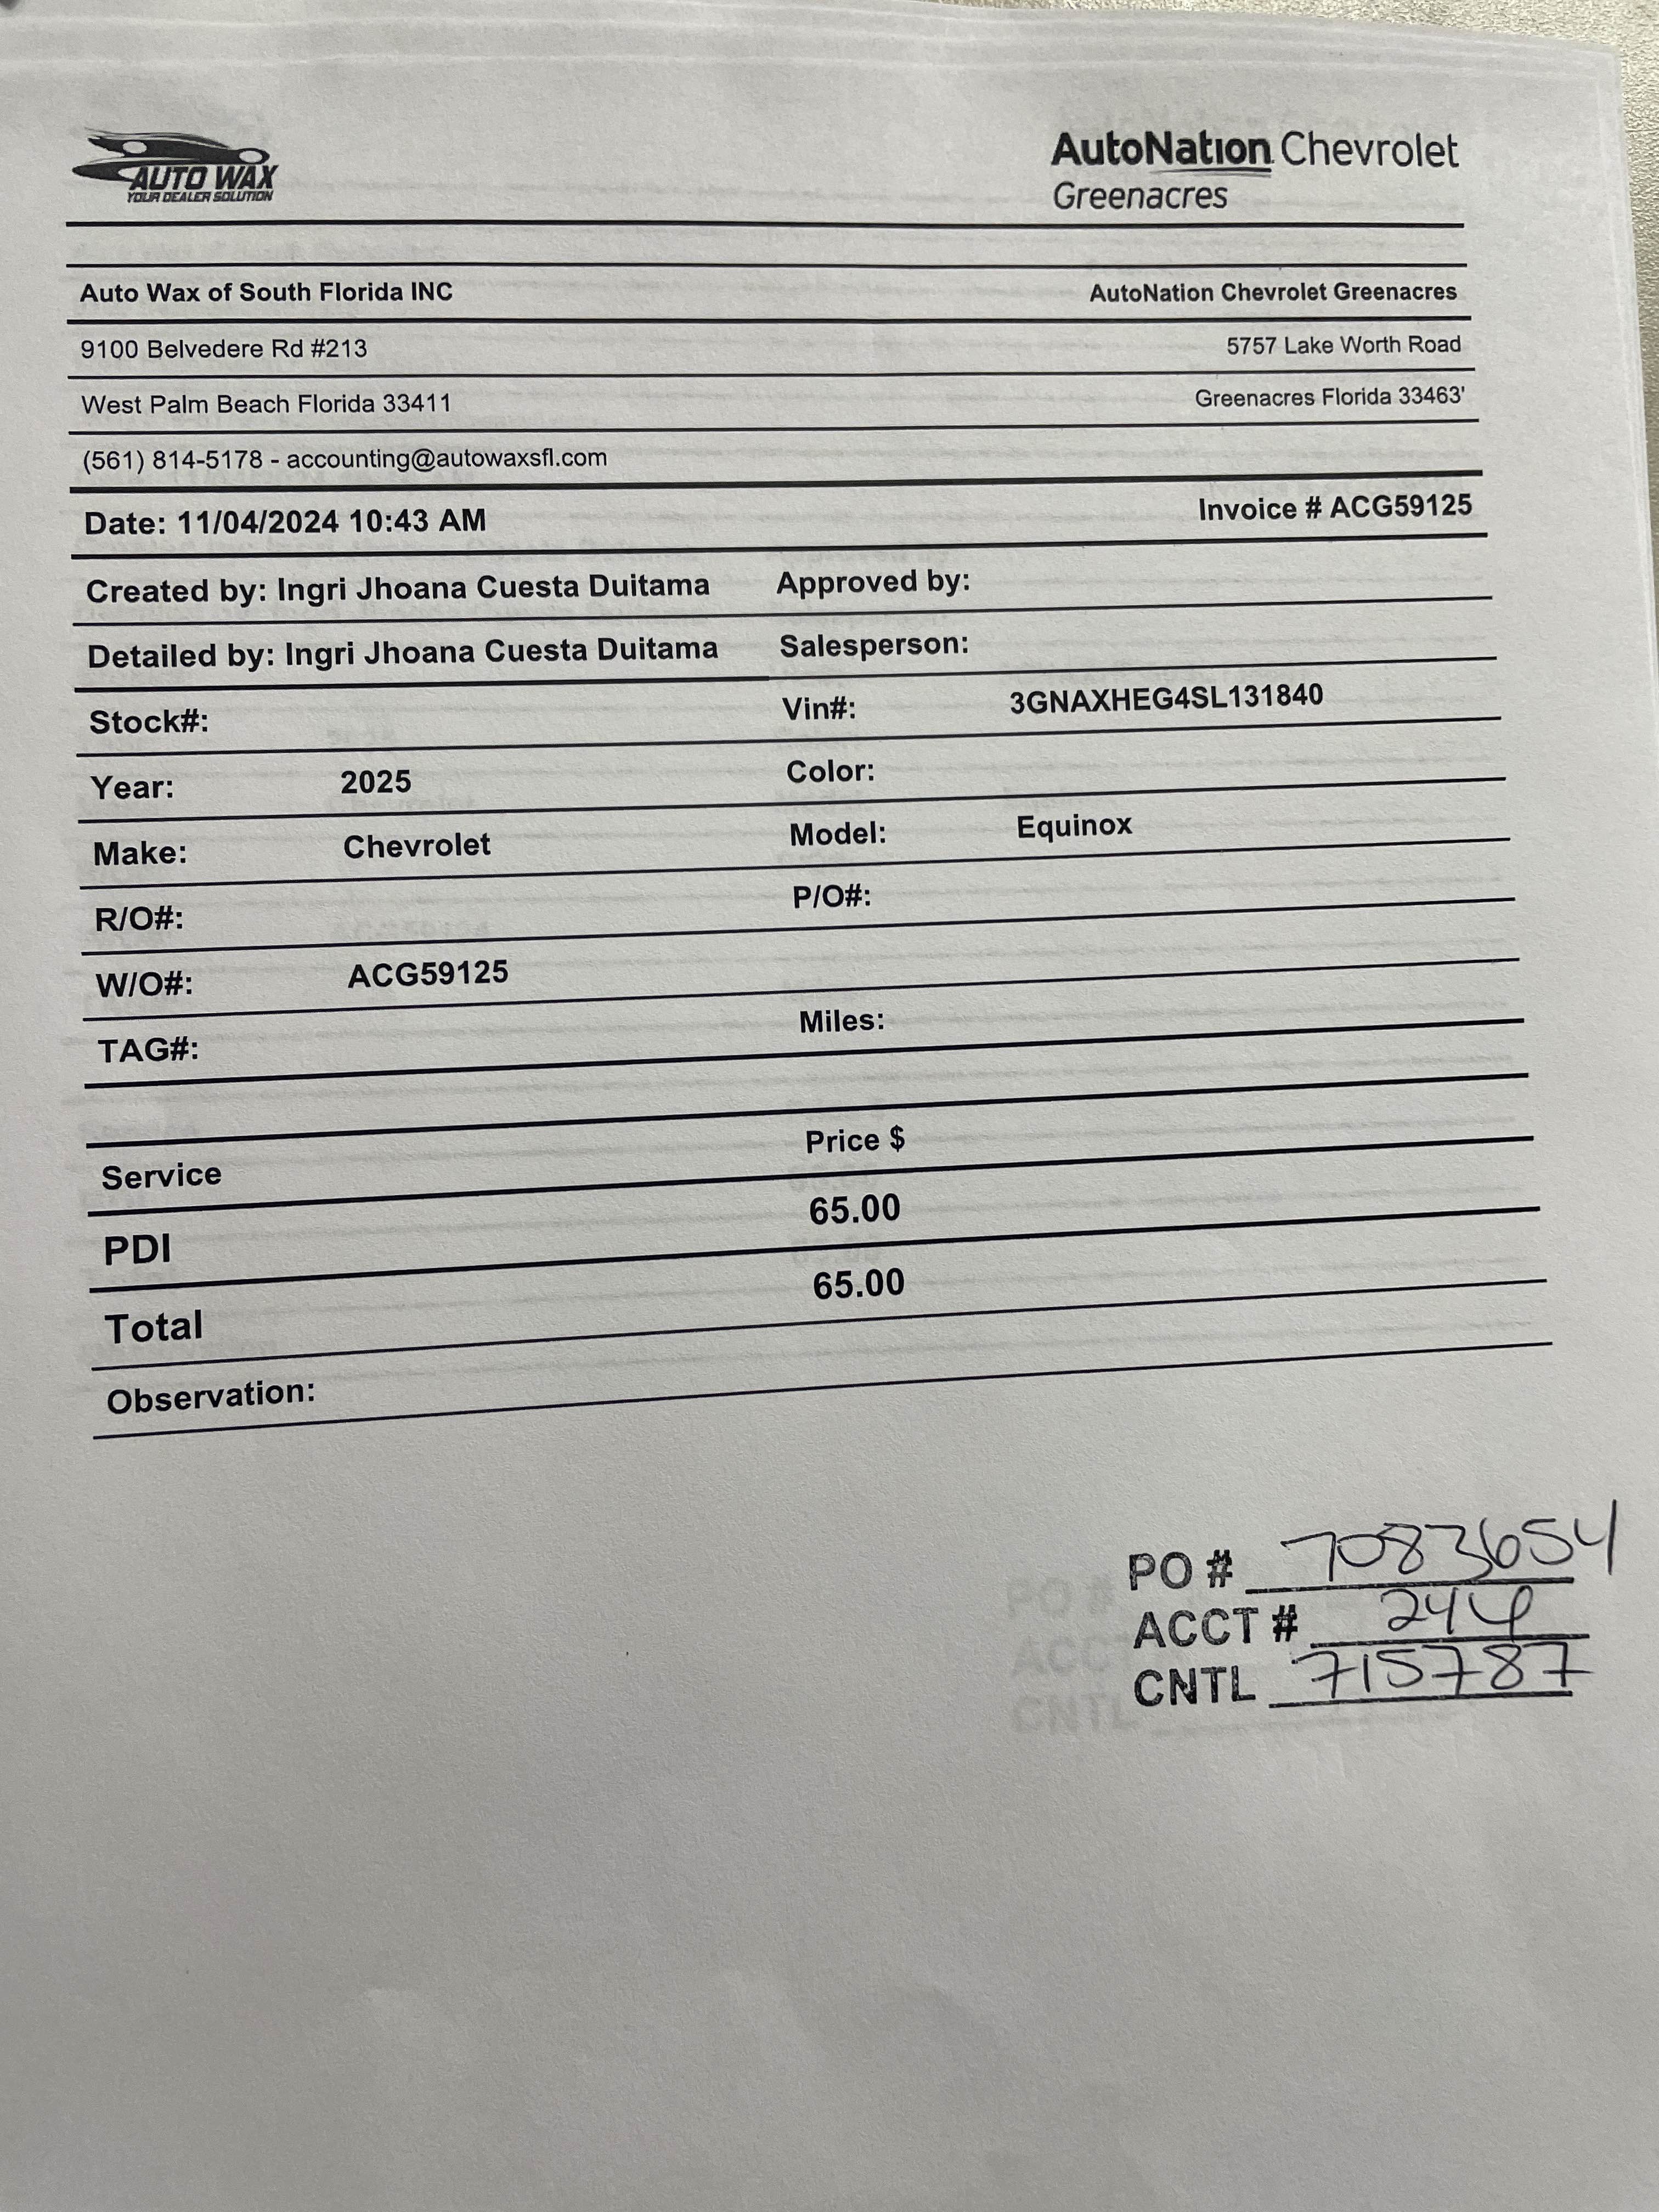 AUTO WAX
YOUR DEALER SOLUTION
AutoNation Chevrolet
Greenacres
Auto Wax of South Florida INC AutoNation Chevrolet Greenacres
9100 Belvedere Rd #213 5757 Lake Worth Road
West Palm Beach Florida 33411 Greenacres Florida 33463'
(561) 814-5178 - accounting@autowaxsfl.com
Date: 11/04/2024 10:43 AM Invoice # ACG59125
Created by: Ingri Jhoana Cuesta Duitama Approved by:
Detailed by: Ingri Jhoana Cuesta Duitama Salesperson:
Stock#: Vin#: 3GNAXHEG4SL131840
Year: 2025 Color:
Make: Chevrolet Model: Equinox
R/O#: P/O#:
W/O#: ACG59125
TAG#: Miles:
Service Price $
PDI 65.00
Total 65.00
Observation:
PO # 7083654
ACCT # 244
CNTL 715787